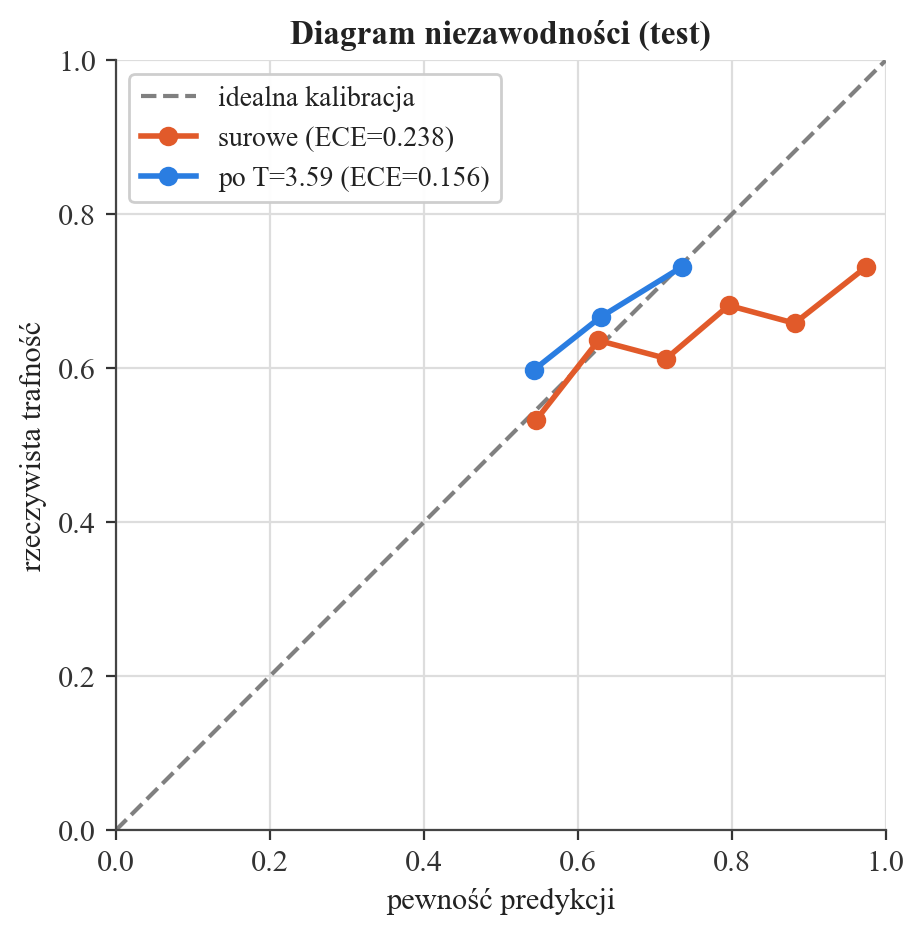 Diagram niezawodności (test)
1.0
0.8
0.6
0.4
0.2
0.0
idealna kalibracja
surowe (ECE=0.238)
po T=3.59 (ECE=0.156)
rzeczywista trafność
0.0 0.2 0.4 0.6 0.8 1.0
pewność predykcji